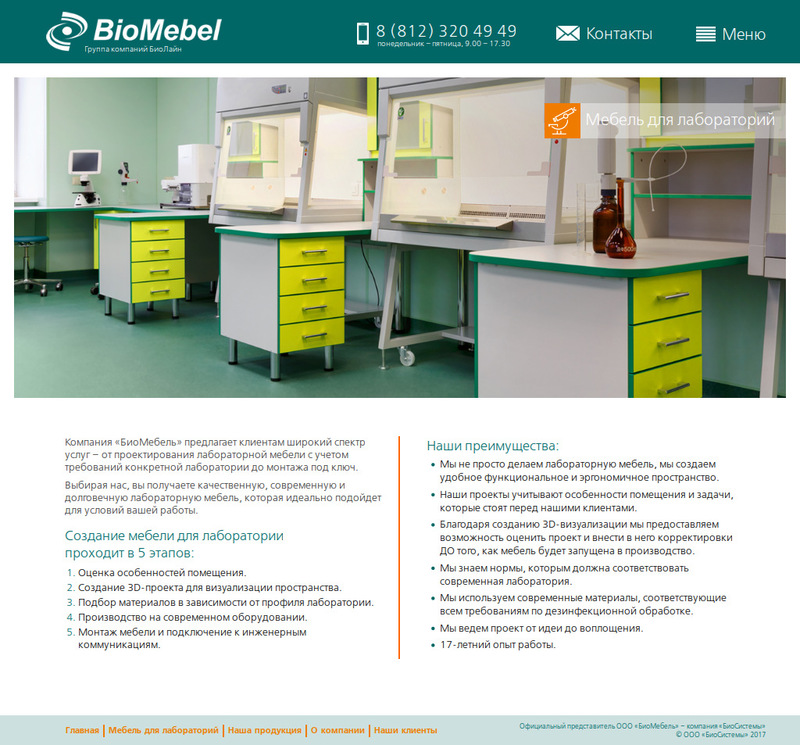 BioMebel
Группа компаний БиоЛайн
8 (812) 320 49 49
понедельник – пятница, 9.00 – 17.30
Контакты
Меню
Мебель для лабораторий
Компания «БиоМебель» предлагает клиентам широкий спектр
услуг – от проектирования лабораторной мебели с учетом
требований конкретной лаборатории до монтажа под ключ.
Выбирая нас, вы получаете качественную, современную и
долговечную лабораторную мебель, которая идеально подойдет
для условий вашей работы.
Создание мебели для лаборатории
проходит в 5 этапов:
1. Оценка особенностей помещения.
2. Создание 3D-проекта для визуализации пространства.
3. Подбор материалов в зависимости от профиля лаборатории.
4. Производство на современном оборудовании.
5. Монтаж мебели и подключение к инженерным
коммуникациям.
Наши преимущества:
• Мы не просто делаем лабораторную мебель, мы создаем
удобное функциональное и эргономичное пространство.
• Наши проекты учитывают особенности помещения и задачи,
которые стоят перед нашими клиентами.
• Благодаря созданию 3D-визуализации мы предоставляем
возможность оценить проект и внести в него корректировки
ДО того, как мебель будет запущена в производство.
• Мы знаем нормы, которым должна соответствовать
современная лаборатория.
• Мы используем современные материалы, соответствующие
всем требованиям по дезинфекционной обработке.
• Мы ведем проект от идеи до воплощения.
• 17-летний опыт работы.
Главная | Мебель для лабораторий | Наша продукция | О компании | Наши клиенты
Официальный представитель ООО «БиоМебель» – компания «БиоСистемы»
© ООО «БиоСистемы» 2017